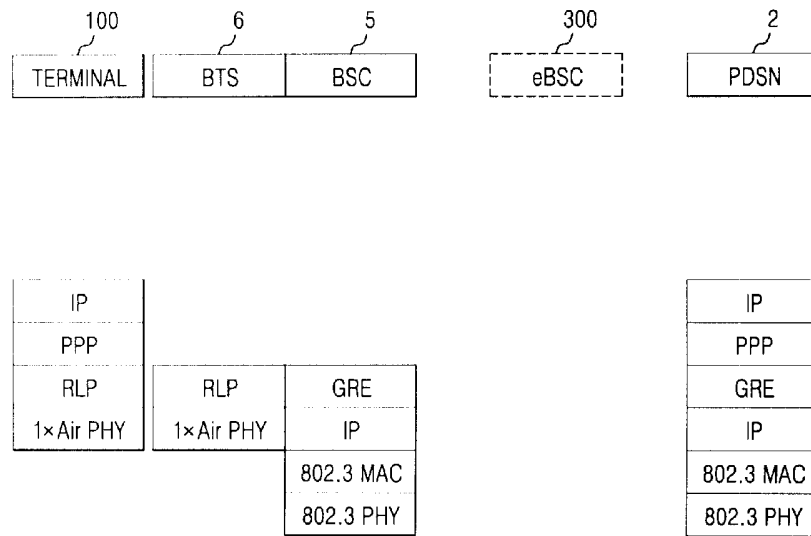 100 6 5 300 2
TERMINAL BTS BSC eBSC PDSN
IP IP
PPP PPP
RLP RLP GRE GRE
1×Air PHY 1×Air PHY IP IP
802.3 MAC 802.3 MAC
802.3 PHY 802.3 PHY